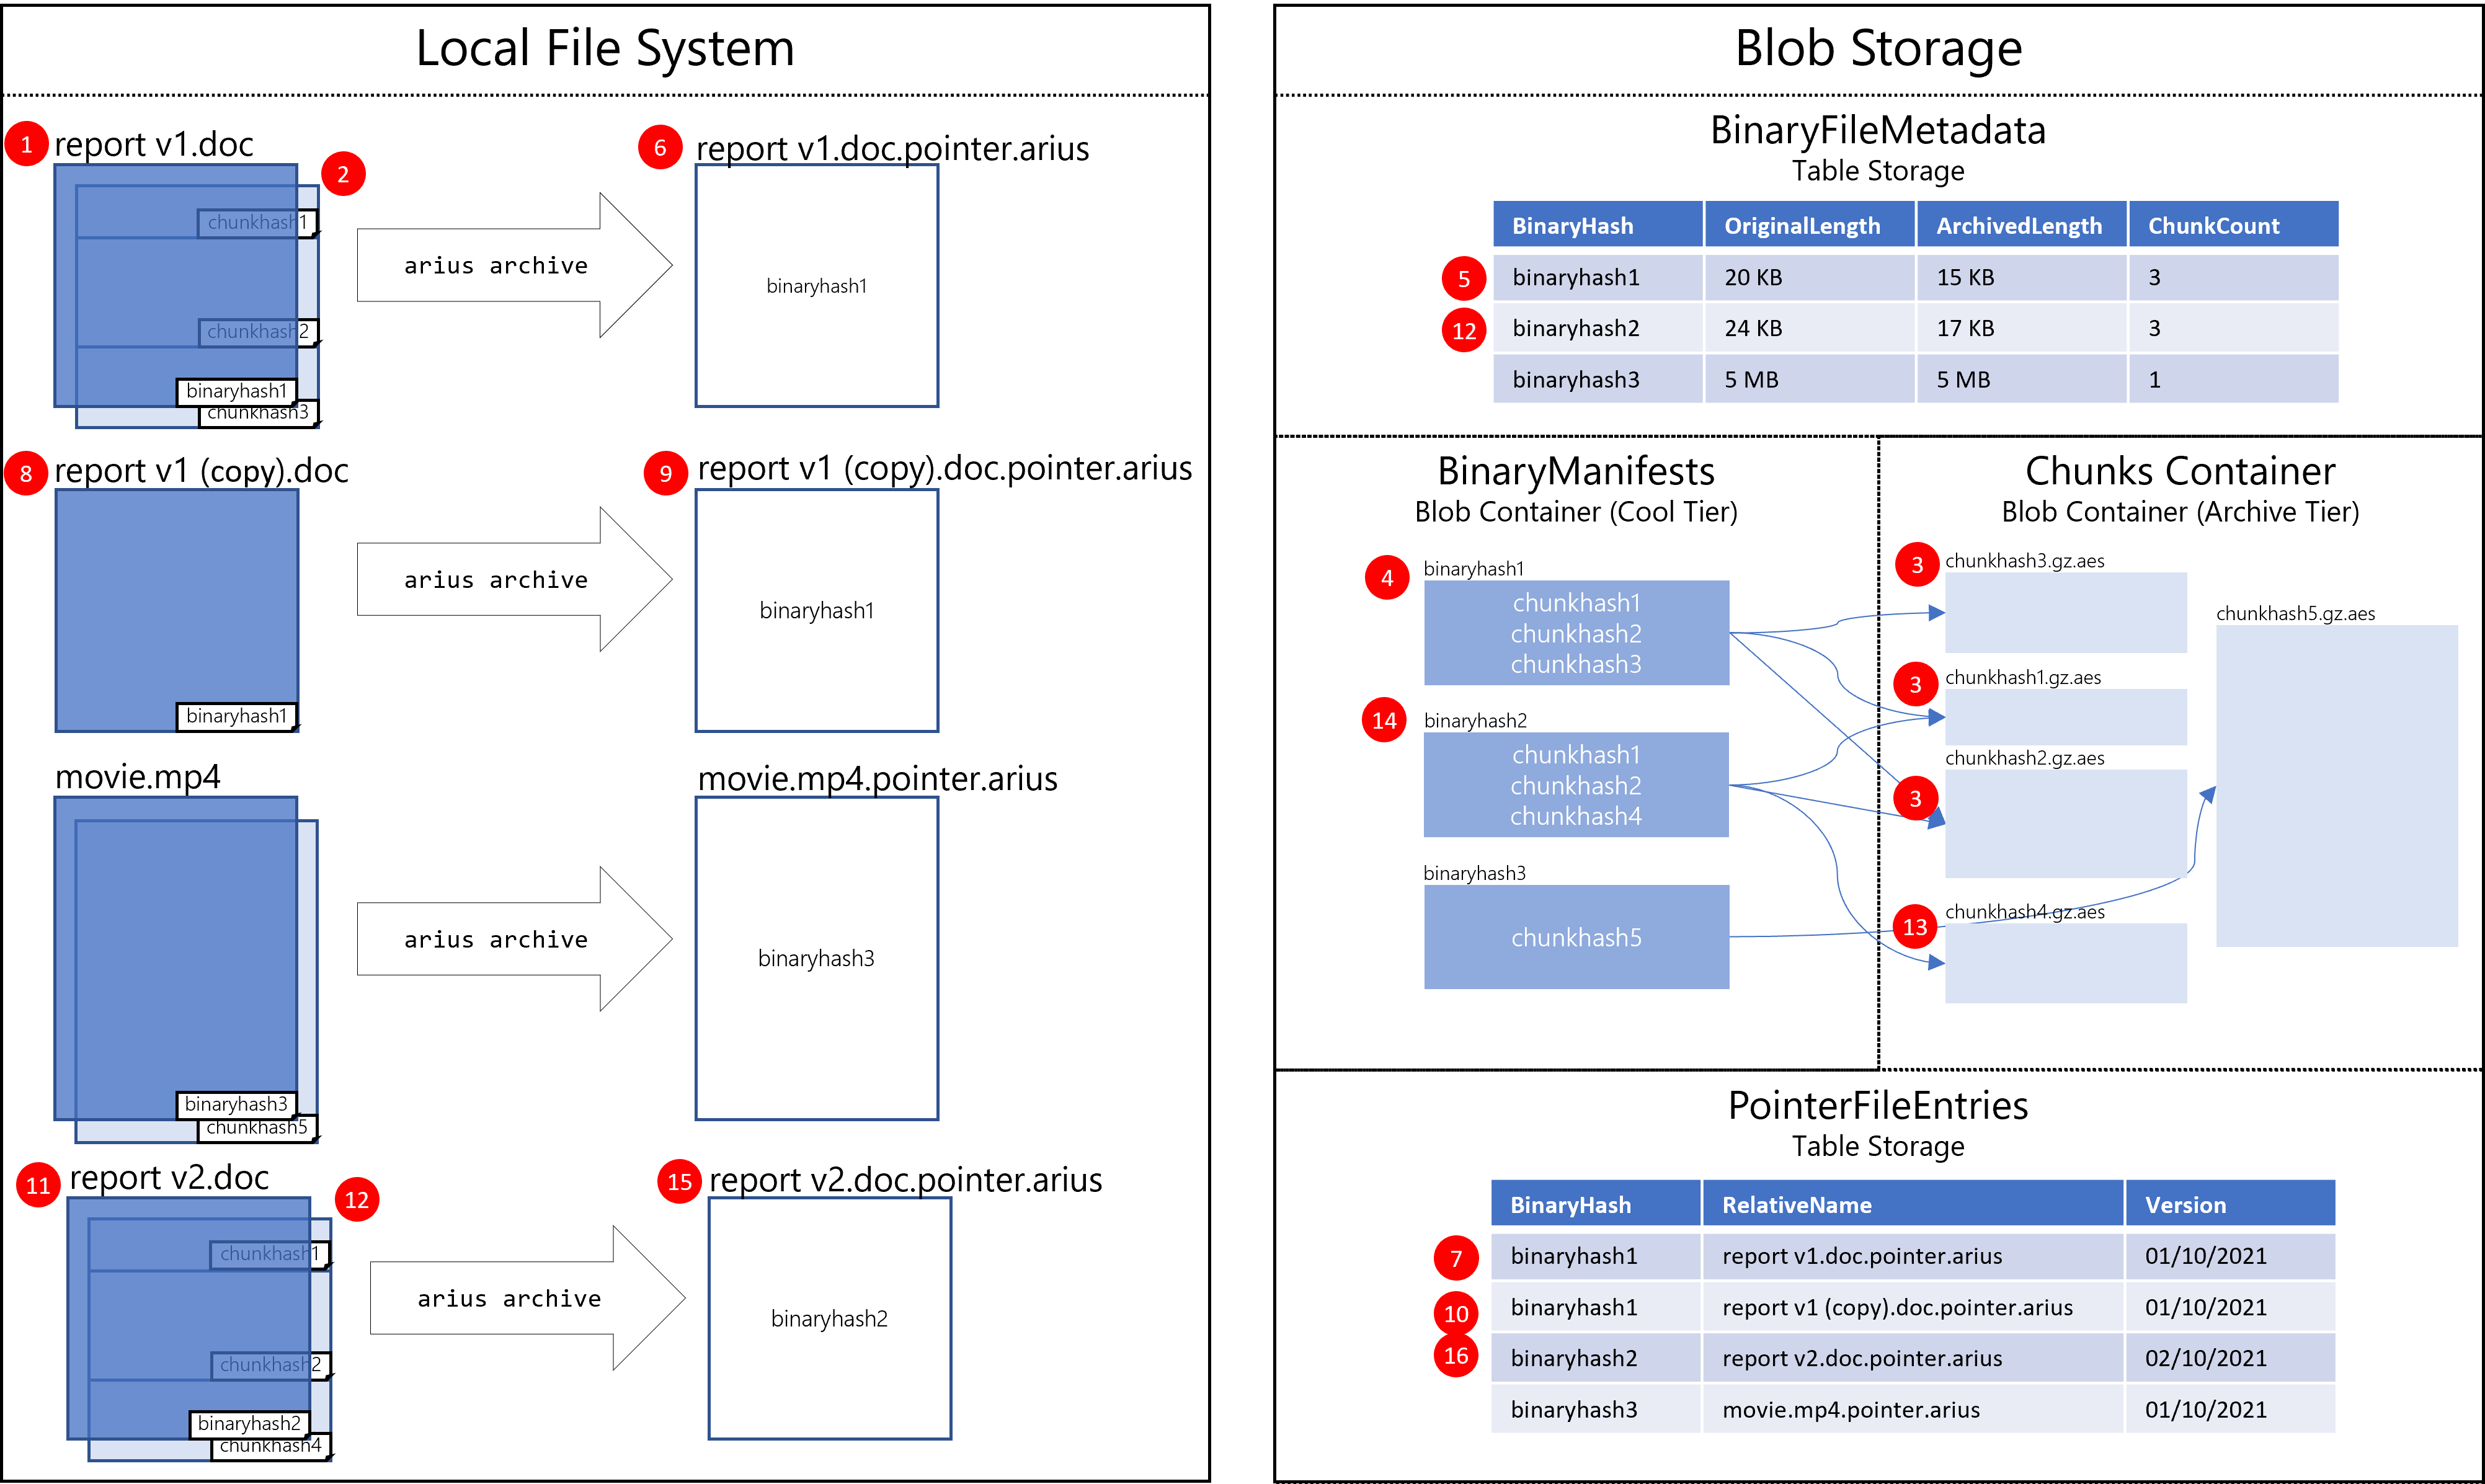 Local File System
1 report v1.doc
2
chunkhash1
chunkhash2
binaryhash1
chunkhash3
arius archive
6 report v1.doc.pointer.arius
binaryhash1
8 report v1 (copy).doc
binaryhash1
arius archive
9 report v1 (copy).doc.pointer.arius
binaryhash1
movie.mp4
binaryhash3
chunkhash5
arius archive
movie.mp4.pointer.arius
binaryhash3
11 report v2.doc
12
chunkhash1
chunkhash2
binaryhash2
chunkhash4
arius archive
15 report v2.doc.pointer.arius
binaryhash2
Blob Storage
BinaryFileMetadata
Table Storage
BinaryHash OriginalLength ArchivedLength ChunkCount
5 binaryhash1 20 KB 15 KB 3
12 binaryhash2 24 KB 17 KB 3
binaryhash3 5 MB 5 MB 1
BinaryManifests
Blob Container (Cool Tier)
4 binaryhash1
chunkhash1
chunkhash2
chunkhash3
14 binaryhash2
chunkhash1
chunkhash2
chunkhash4
binaryhash3
chunkhash5
Chunks Container
Blob Container (Archive Tier)
3 chunkhash3.gz.aes
chunkhash5.gz.aes
3 chunkhash1.gz.aes
chunkhash2.gz.aes
3
chunkhash4.gz.aes
13
PointerFileEntries
Table Storage
BinaryHash RelativeName Version
7 binaryhash1 report v1.doc.pointer.arius 01/10/2021
10 binaryhash1 report v1 (copy).doc.pointer.arius 01/10/2021
16 binaryhash2 report v2.doc.pointer.arius 02/10/2021
binaryhash3 movie.mp4.pointer.arius 01/10/2021